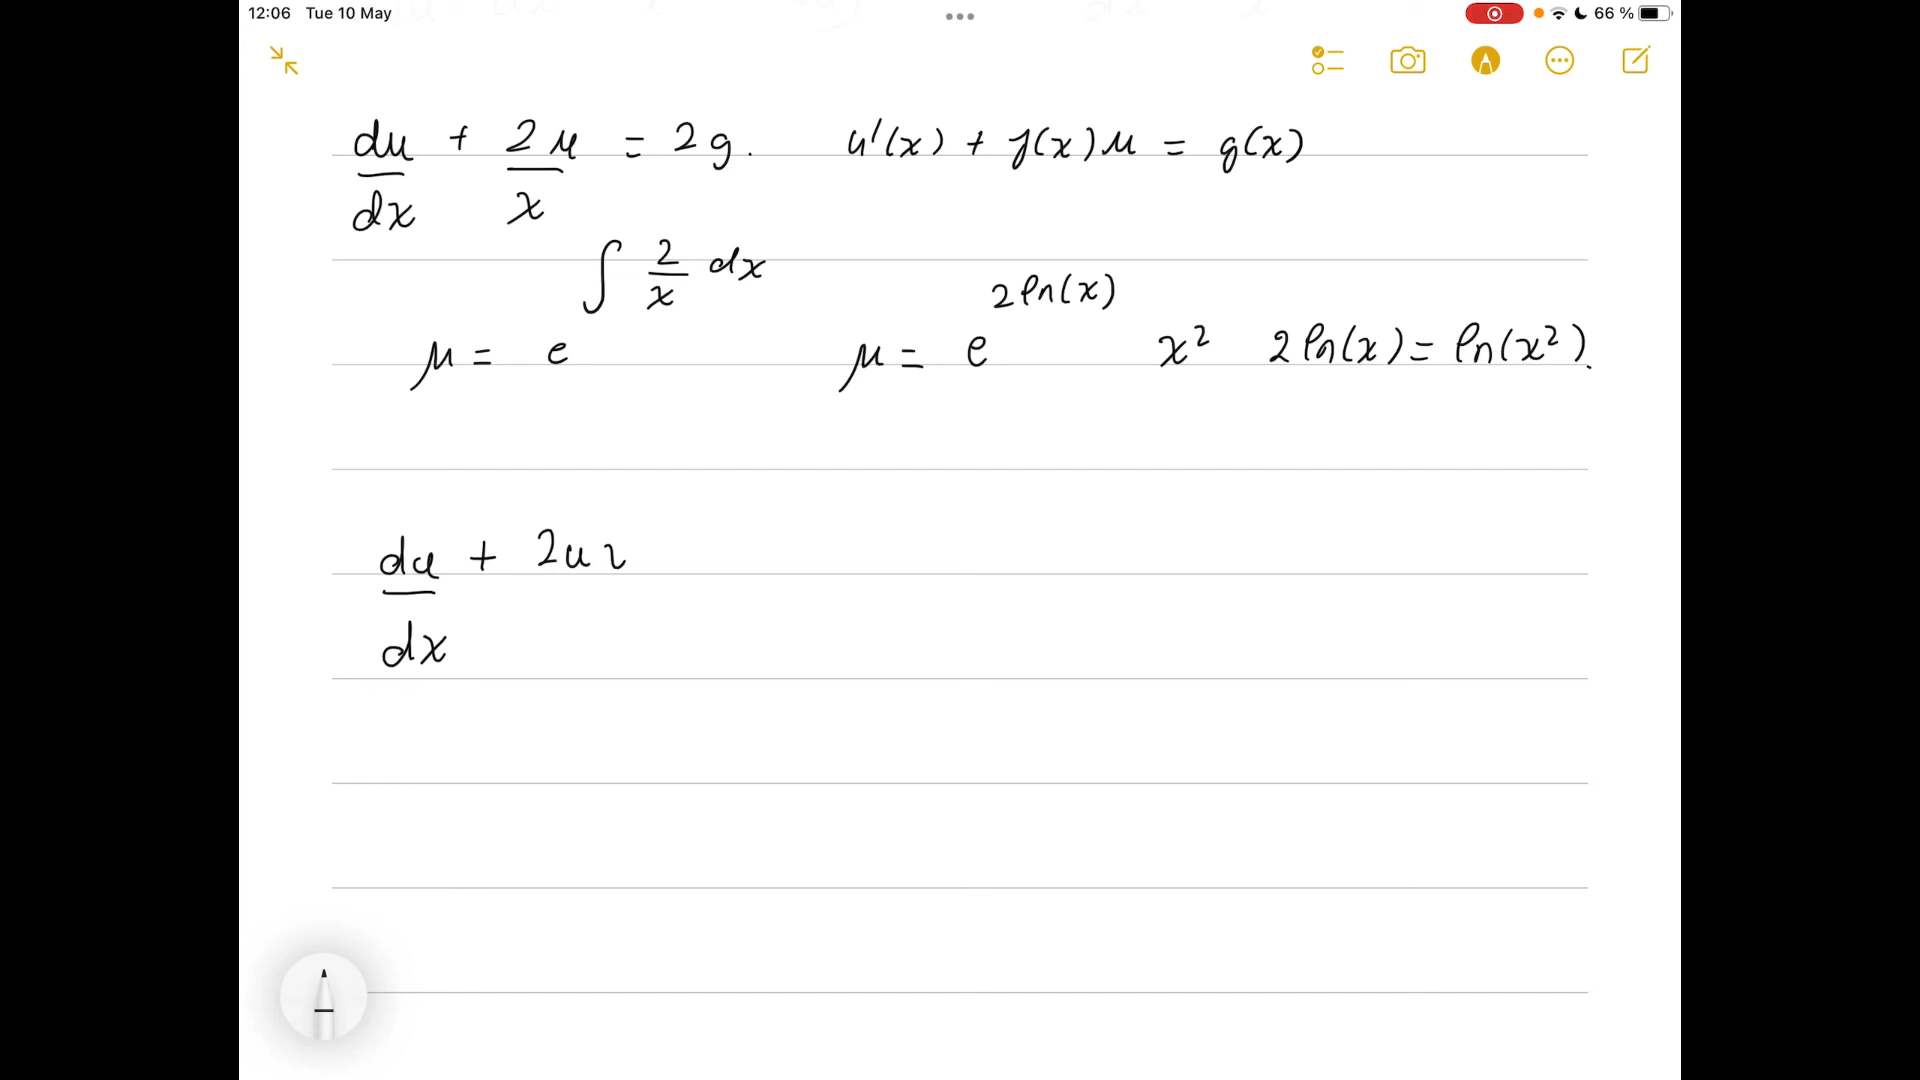 12:06 Tue 10 May 66 %
du/dx + 2u/x = 2g. u'(x) + f(x)u = g(x)
μ = e^∫ 2/x dx μ = e^2ln(x) x² 2ln(x) = ln(x²).
du/dx + 2u